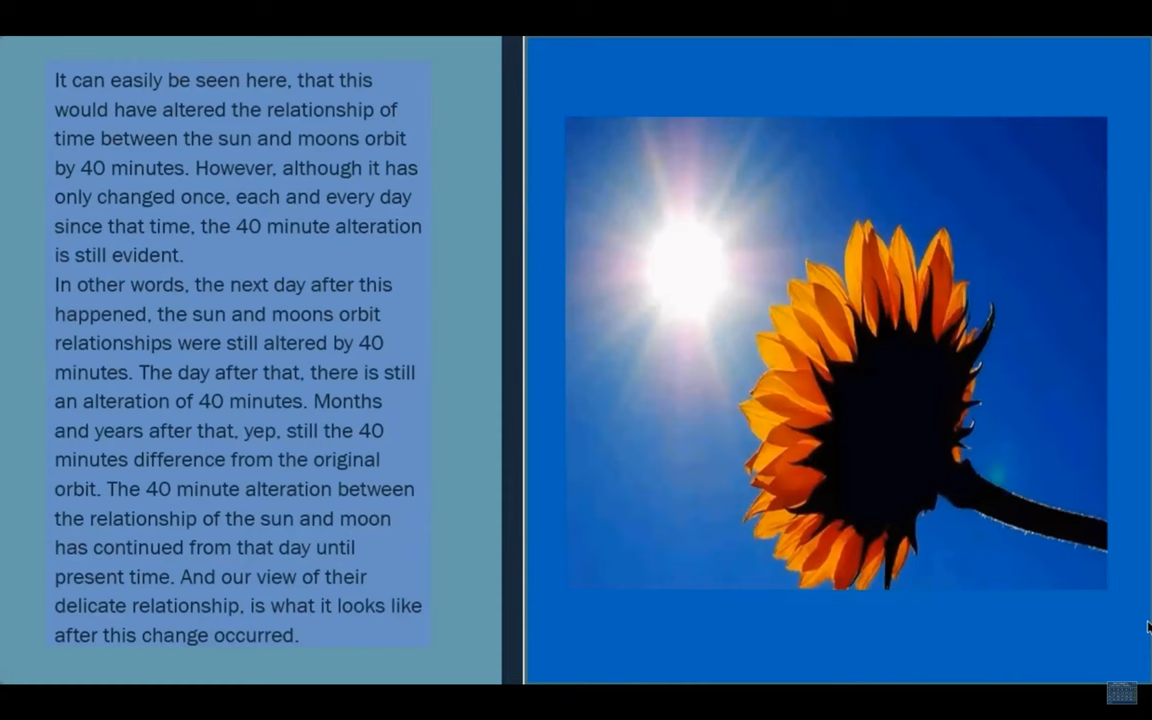 It can easily be seen here, that this
would have altered the relationship of
time between the sun and moons orbit
by 40 minutes. However, although it has
only changed once, each and every day
since that time, the 40 minute alteration
is still evident.
In other words, the next day after this
happened, the sun and moons orbit
relationships were still altered by 40
minutes. The day after that, there is still
an alteration of 40 minutes. Months
and years after that, yep, still the 40
minutes difference from the original
orbit. The 40 minute alteration between
the relationship of the sun and moon
has continued from that day until
present time. And our view of their
delicate relationship, is what it looks like
after this change occurred.